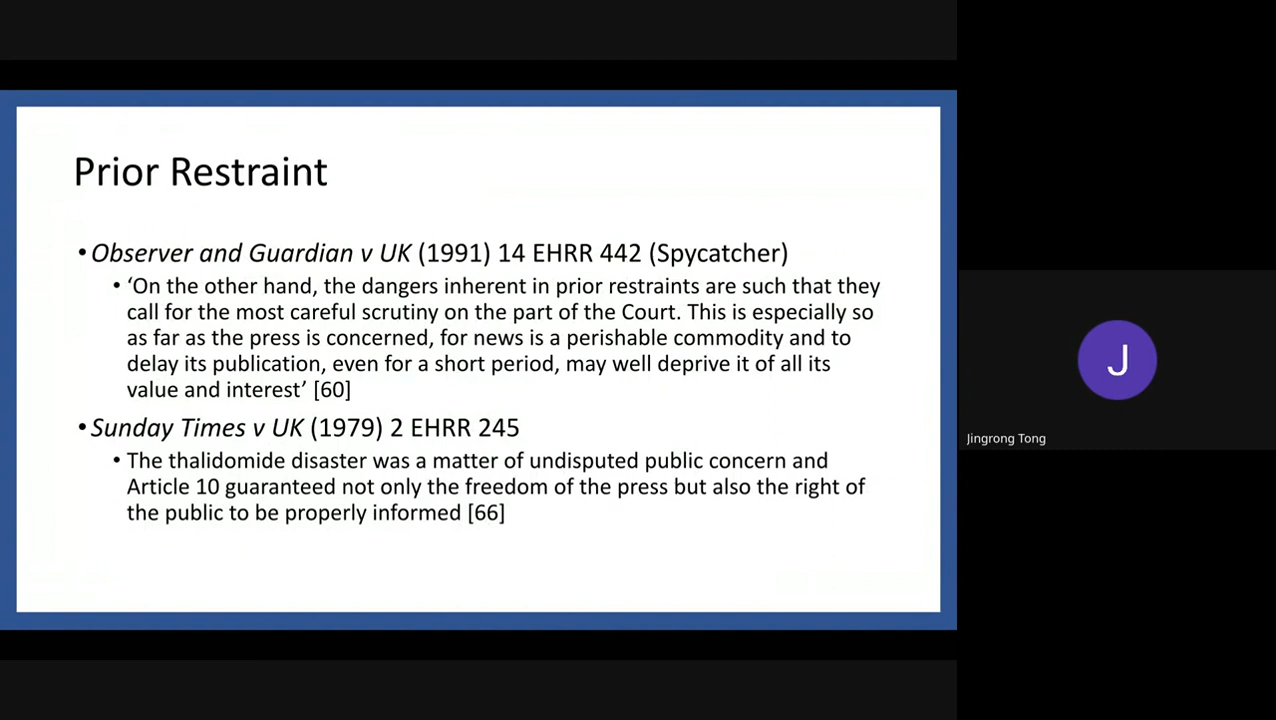 Prior Restraint
•Observer and Guardian v UK (1991) 14 EHRR 442 (Spycatcher)
• ‘On the other hand, the dangers inherent in prior restraints are such that they
call for the most careful scrutiny on the part of the Court. This is especially so
as far as the press is concerned, for news is a perishable commodity and to
delay its publication, even for a short period, may well deprive it of all its
value and interest’ [60]
•Sunday Times v UK (1979) 2 EHRR 245
• The thalidomide disaster was a matter of undisputed public concern and
Article 10 guaranteed not only the freedom of the press but also the right of
the public to be properly informed [66]
J
Jingrong Tong